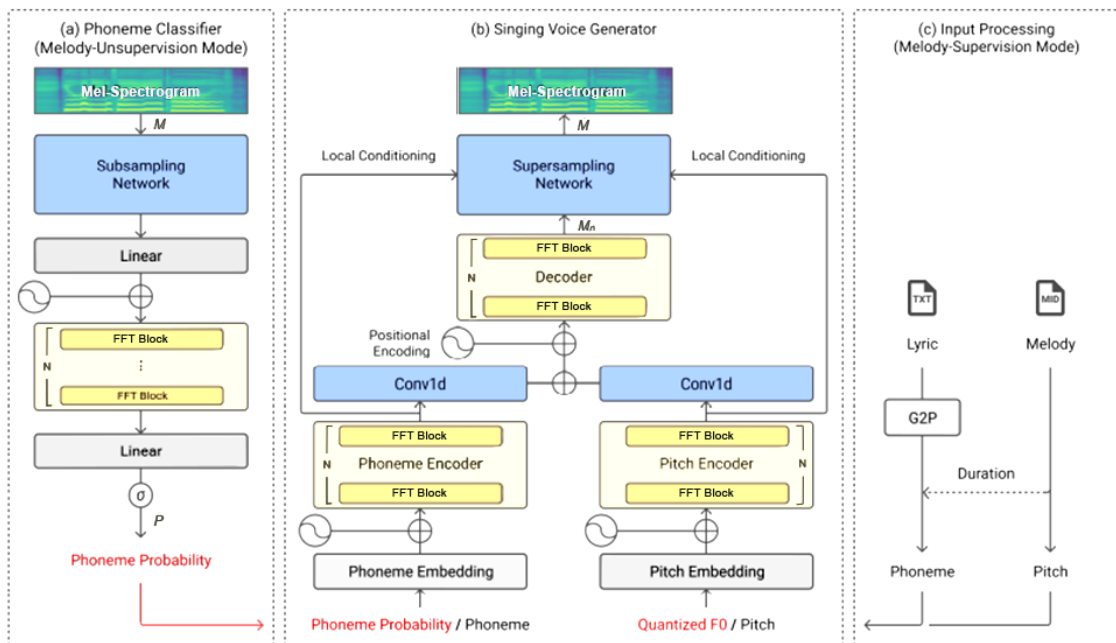 (a) Phoneme Classifier
(Melody-Unsupervision Mode)
Mel-Spectrogram
M
Subsampling
Network
Linear
FFT Block
N
FFT Block
Linear
σ
P
Phoneme Probability
(b) Singing Voice Generator
Mel-Spectrogram
M
Local Conditioning
Local Conditioning
Supersampling
Network
M₀
FFT Block
N
Decoder
FFT Block
Positional
Encoding
Conv1d
Conv1d
FFT Block
N
Phoneme Encoder
FFT Block
FFT Block
Pitch Encoder
N
FFT Block
Phoneme Embedding
Pitch Embedding
Phoneme Probability / Phoneme
Quantized F0 / Pitch
(c) Input Processing
(Melody-Supervision Mode)
TXT
MID
Lyric
Melody
G2P
Duration
Phoneme
Pitch